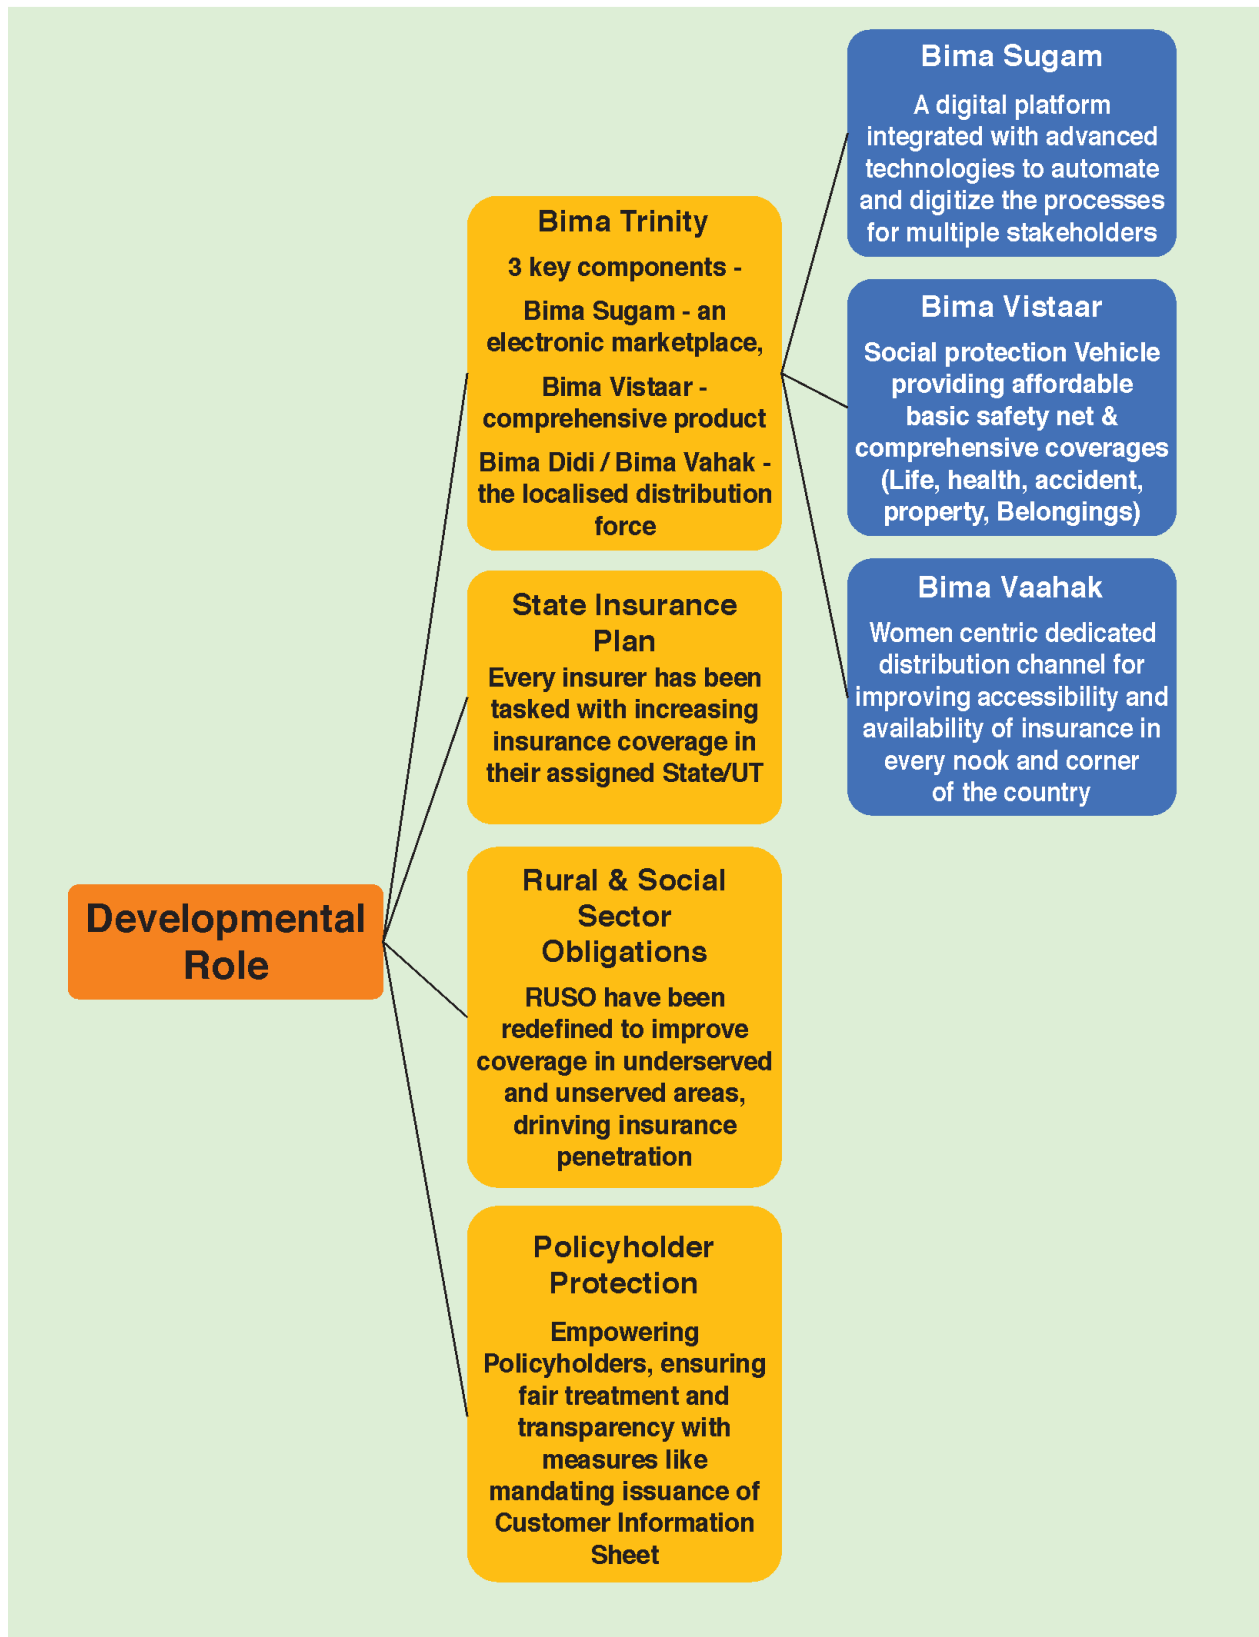 Developmental
Role
Bima Trinity
3 key components -
Bima Sugam - an
electronic marketplace,
Bima Vistaar -
comprehensive product
Bima Didi / Bima Vahak -
the localised distribution
force
State Insurance
Plan
Every insurer has been
tasked with increasing
insurance coverage in
their assigned State/UT
Rural & Social
Sector
Obligations
RUSO have been
redefined to improve
coverage in underserved
and unserved areas,
drinving insurance
penetration
Policyholder
Protection
Empowering
Policyholders, ensuring
fair treatment and
transparency with
measures like
mandating issuance of
Customer Information
Sheet
Bima Sugam
A digital platform
integrated with advanced
technologies to automate
and digitize the processes
for multiple stakeholders
Bima Vistaar
Social protection Vehicle
providing affordable
basic safety net &
comprehensive coverages
(Life, health, accident,
property, Belongings)
Bima Vaahak
Women centric dedicated
distribution channel for
improving accessibility and
availability of insurance in
every nook and corner
of the country